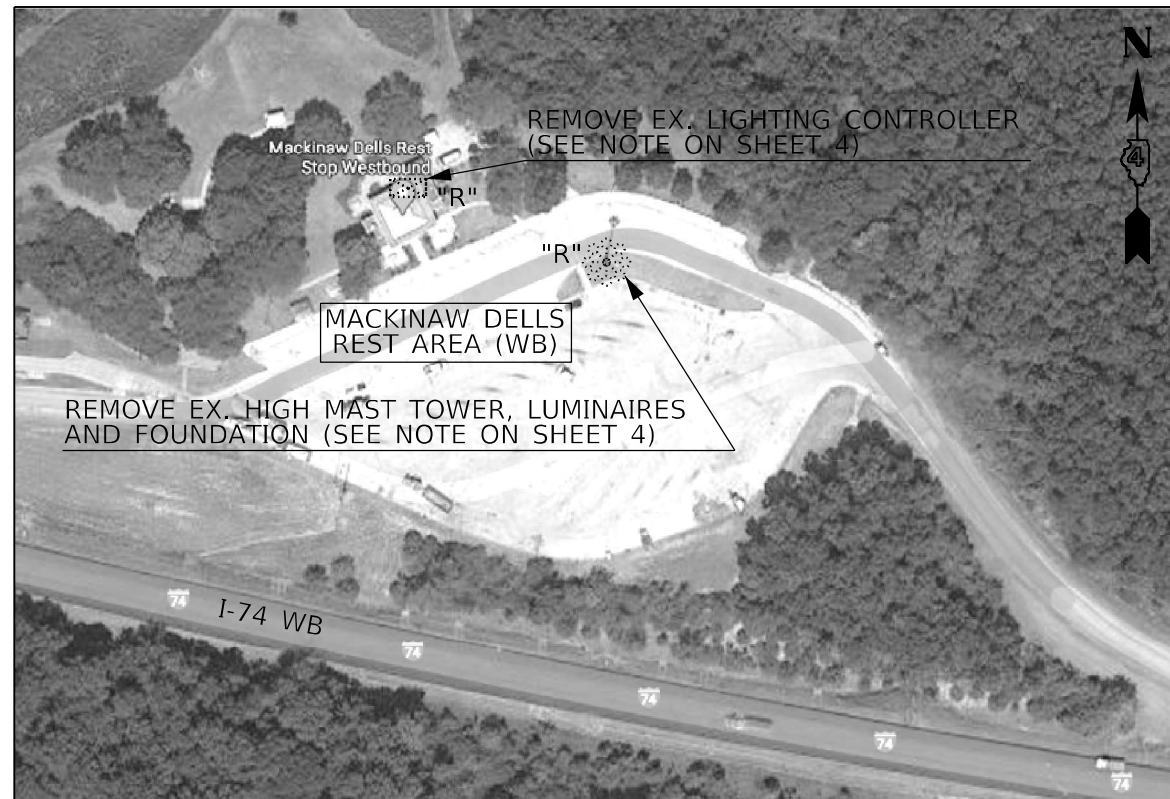 N
4
REMOVE EX. LIGHTING CONTROLLER
(SEE NOTE ON SHEET 4)
Mackinaw Dells Rest
Stop Westbound
"R"
"R"
MACKINAW DELLS
REST AREA (WB)
REMOVE EX. HIGH MAST TOWER, LUMINAIRES
AND FOUNDATION (SEE NOTE ON SHEET 4)
74
I-74 WB
74
74
74
74